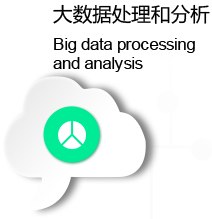 大数据处理和分析
Big data processing
and analysis